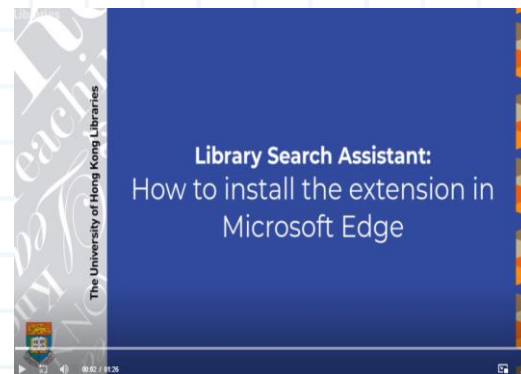 Libraries
The University of Hong Kong Libraries
Library Search Assistant:
How to install the extension in
Microsoft Edge
00:02 / 01:26